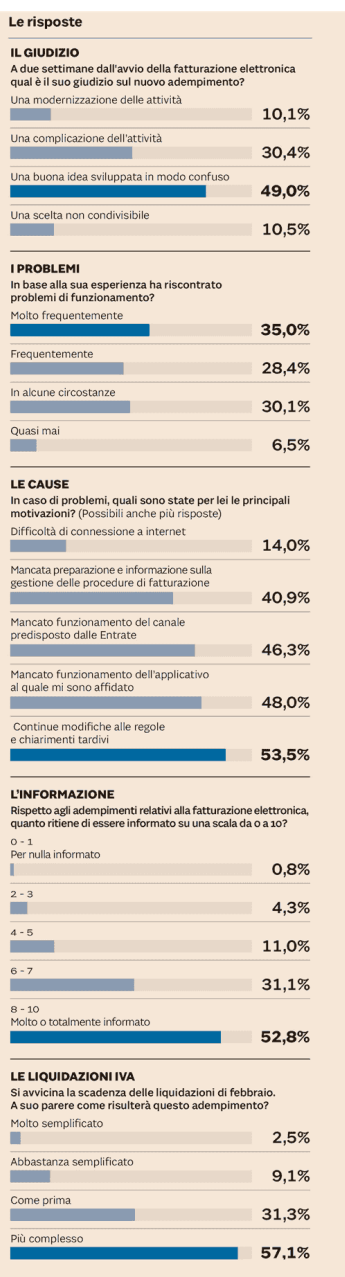 Le risposte
IL GIUDIZIO
A due settimane dall'avvio della fatturazione elettronica
qual è il suo giudizio sul nuovo adempimento?
Una modernizzazione delle attività
10,1%
Una complicazione dell'attività
30,4%
Una buona idea sviluppata in modo confuso
49,0%
Una scelta non condivisibile
10,5%
I PROBLEMI
In base alla sua esperienza ha riscontrato
problemi di funzionamento?
Molto frequentemente
35,0%
Frequentemente
28,4%
In alcune circostanze
30,1%
Quasi mai
6,5%
LE CAUSE
In caso di problemi, quali sono state per lei le principali
motivazioni? (Possibili anche più risposte)
Difficoltà di connessione a internet
14,0%
Mancata preparazione e informazione sulla
gestione delle procedure di fatturazione
40,9%
Mancato funzionamento del canale
predisposto dalle Entrate
46,3%
Mancato funzionamento dell'applicativo
al quale mi sono affidato
48,0%
Continue modifiche alle regole
e chiarimenti tardivi
53,5%
L'INFORMAZIONE
Rispetto agli adempimenti relativi alla fatturazione elettronica,
quanto ritiene di essere informato su una scala da 0 a 10?
0 - 1
Per nulla informato
0,8%
2 - 3
4,3%
4 - 5
11,0%
6 - 7
31,1%
8 - 10
Molto o totalmente informato
52,8%
LE LIQUIDAZIONI IVA
Si avvicina la scadenza delle liquidazioni di febbraio.
A suo parere come risulterà questo adempimento?
Molto semplificato
2,5%
Abbastanza semplificato
9,1%
Come prima
31,3%
Più complesso
57,1%